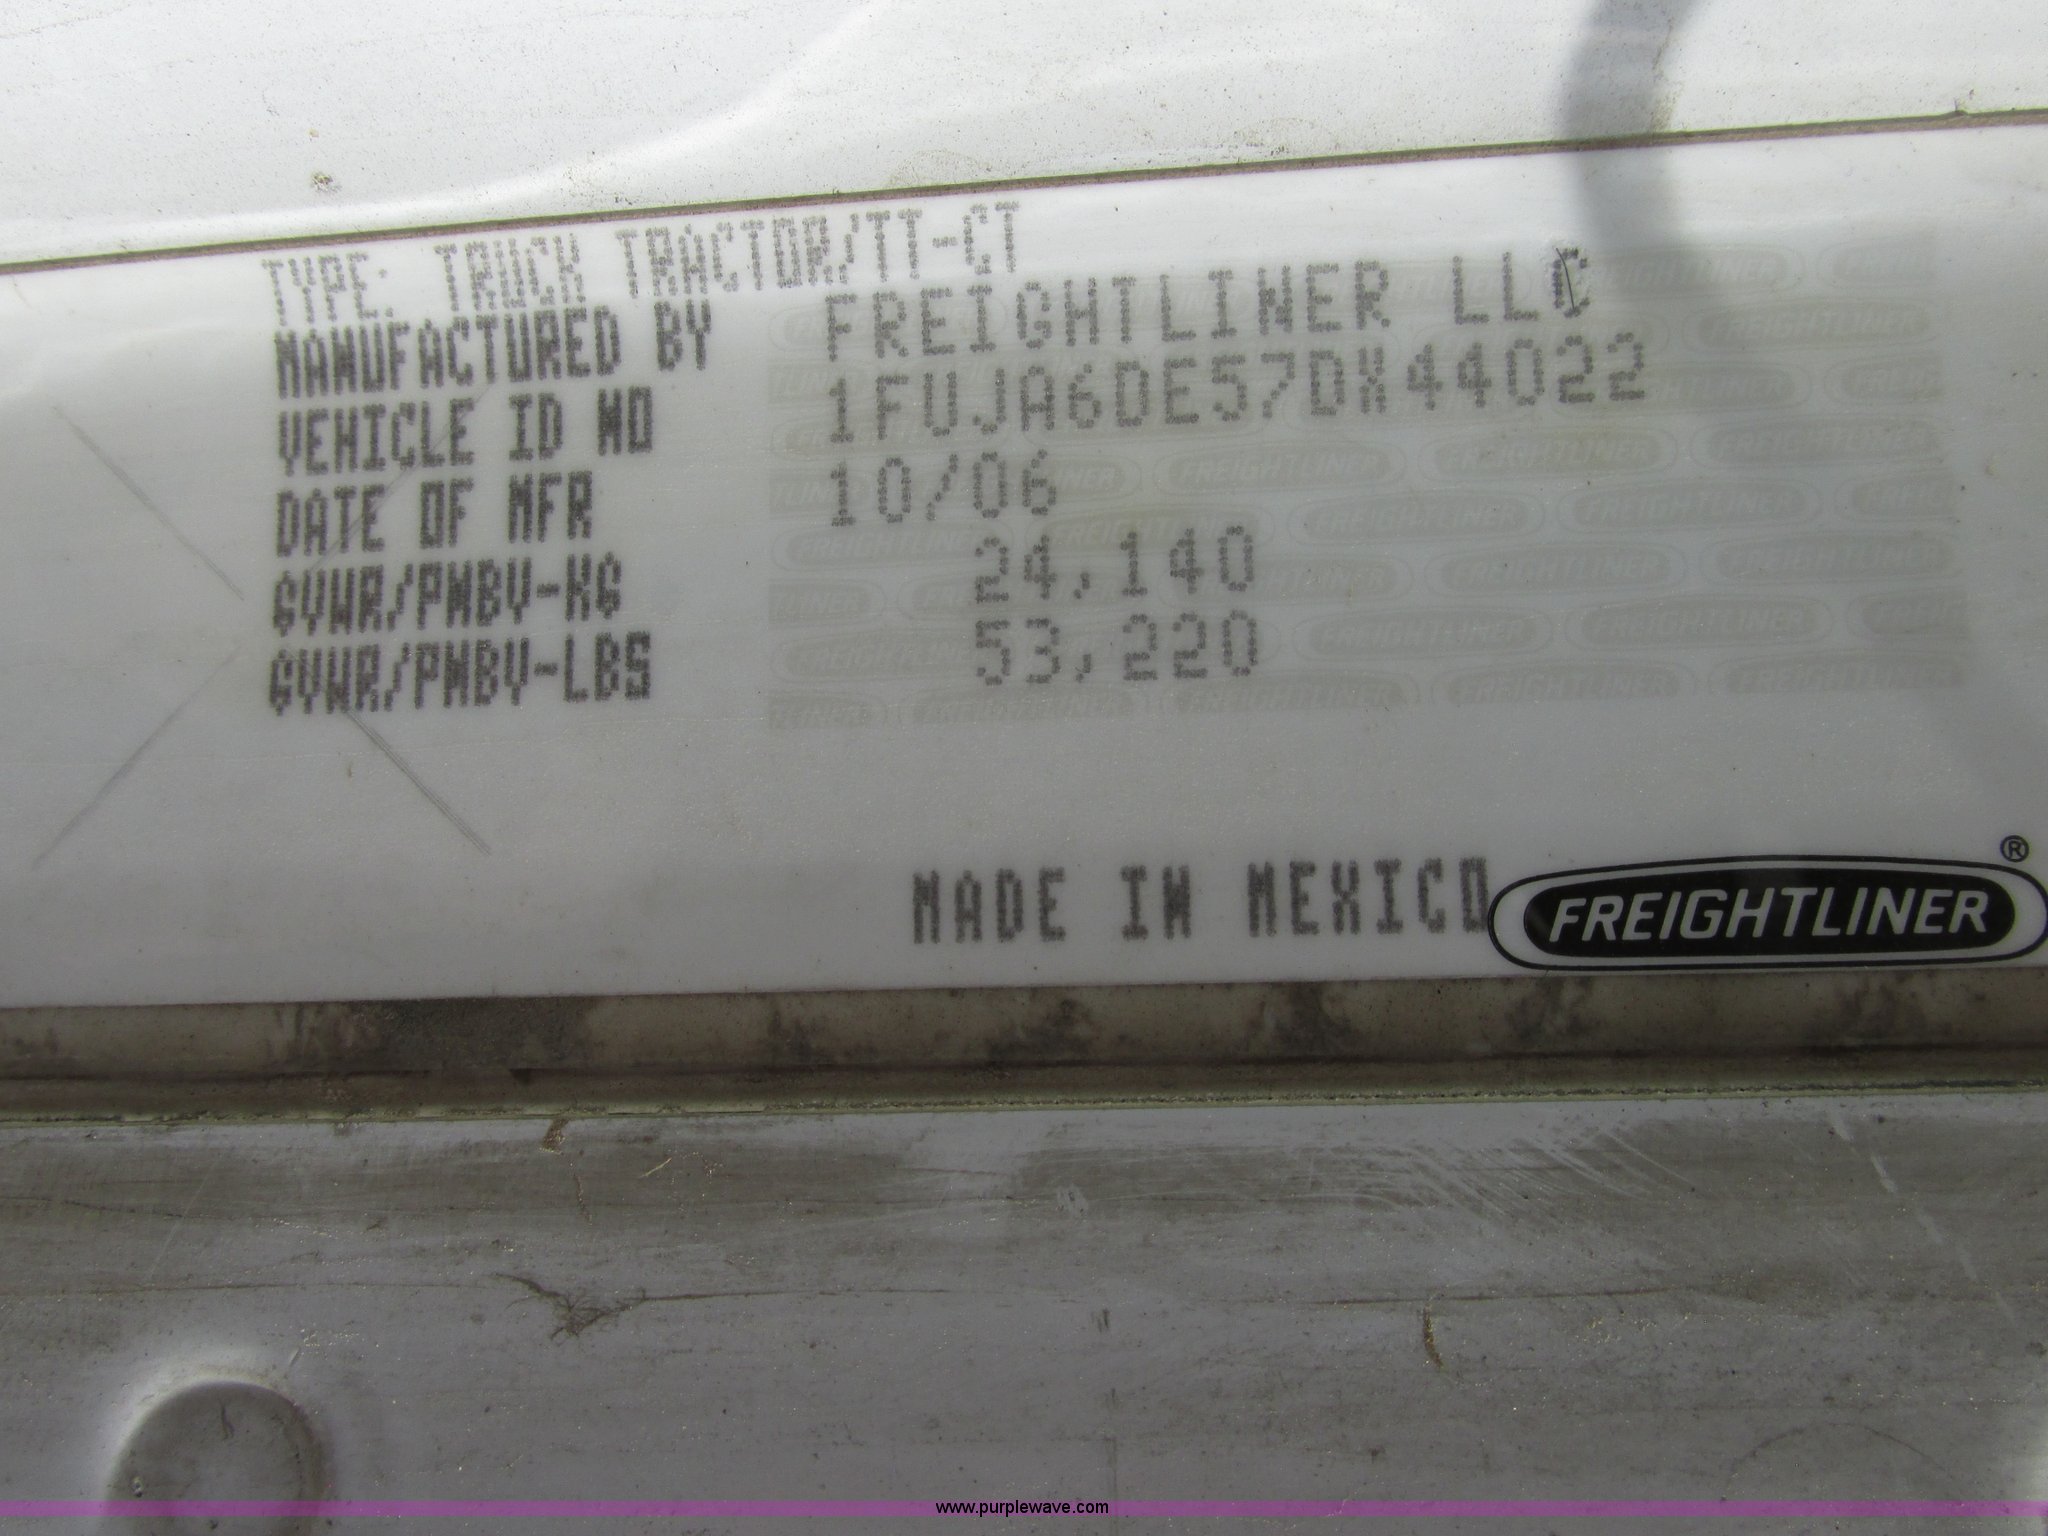 TYPE: TRUCK TRACTOR/TT-CT
MANUFACTURED BY FREIGHTLINER LLC
VEHICLE ID NO 1FUJA6DE57DX44022
DATE OF MFR 10/06
GVWR/PNBV-KG 24,140
GVWR/PNBV-LBS 53,220
MADE IN MEXICO FREIGHTLINER®
www.purplewave.com